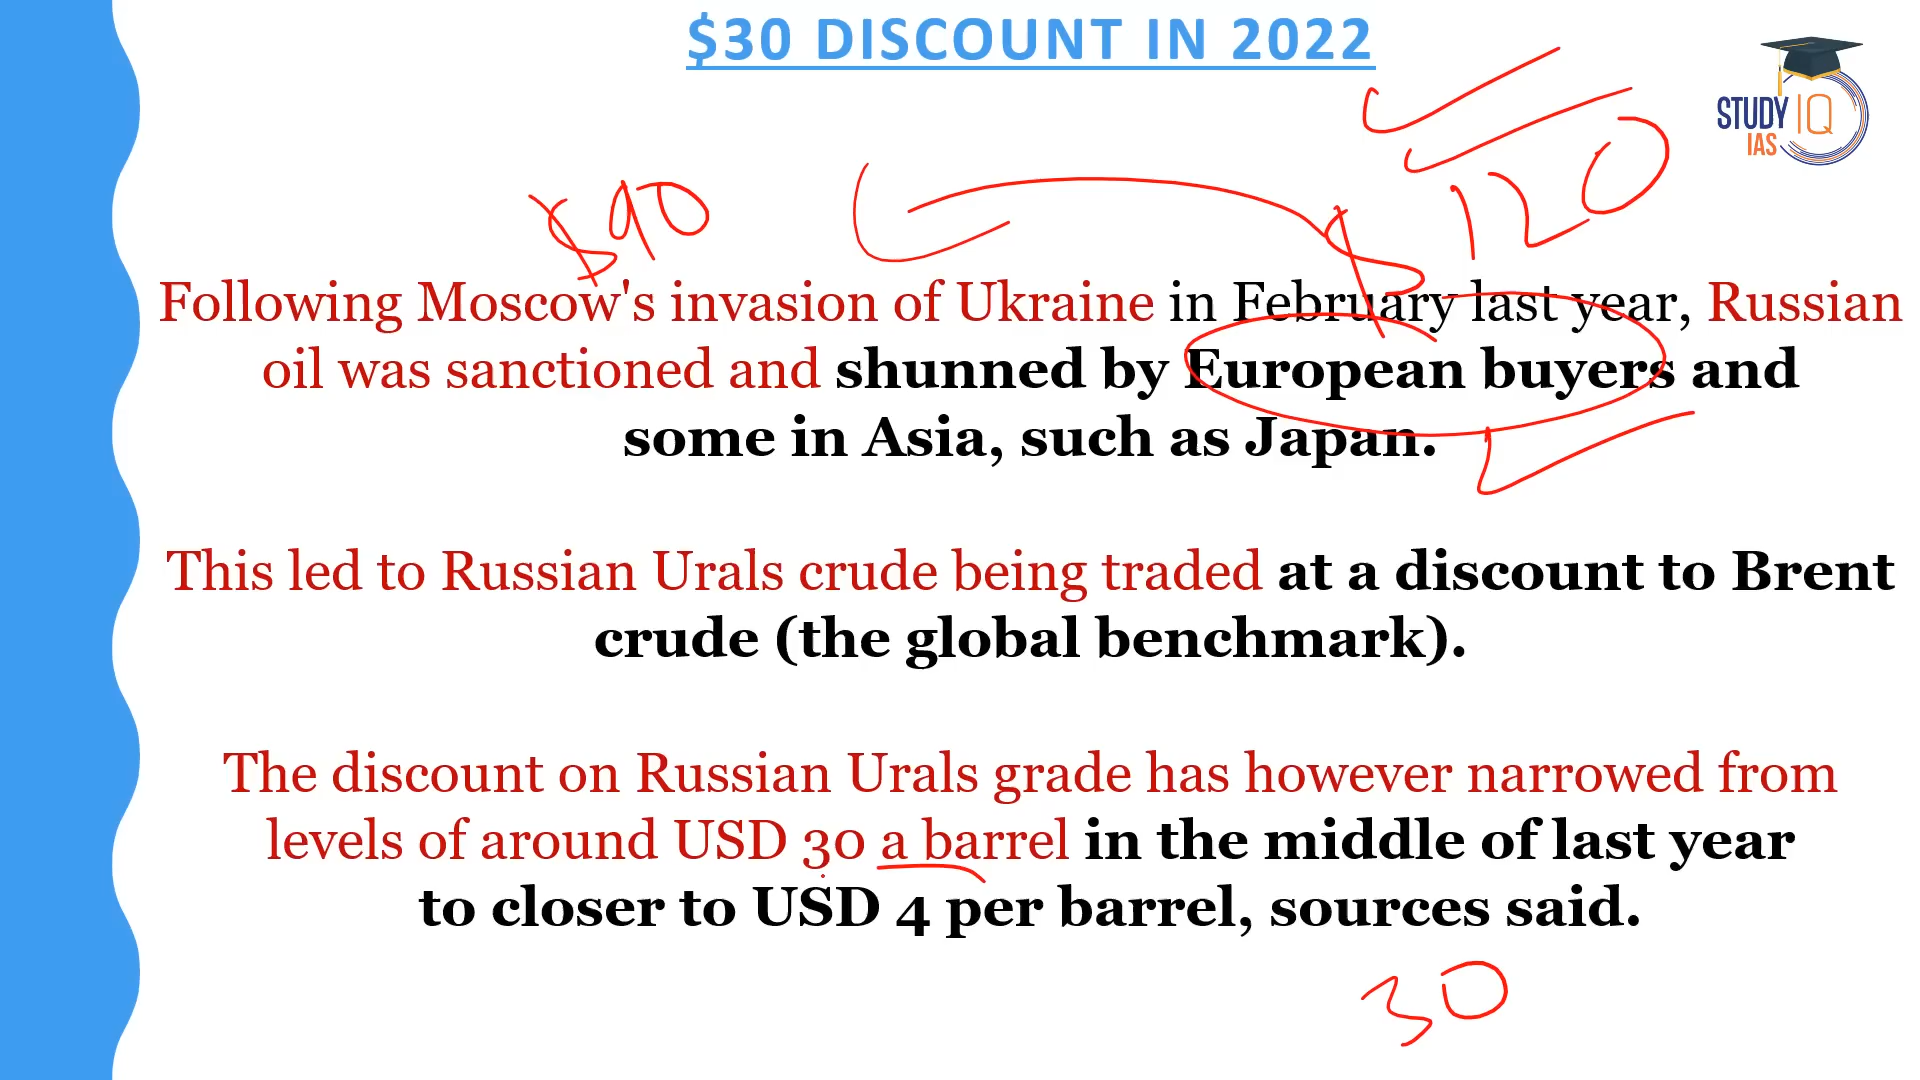 $30 DISCOUNT IN 2022
STUDY IQ
IAS
$120
$90
Following Moscow's invasion of Ukraine in February last year, Russian
oil was sanctioned and shunned by European buyers and
some in Asia, such as Japan.
This led to Russian Urals crude being traded at a discount to Brent
crude (the global benchmark).
The discount on Russian Urals grade has however narrowed from
levels of around USD 30 a barrel in the middle of last year
to closer to USD 4 per barrel, sources said.
30